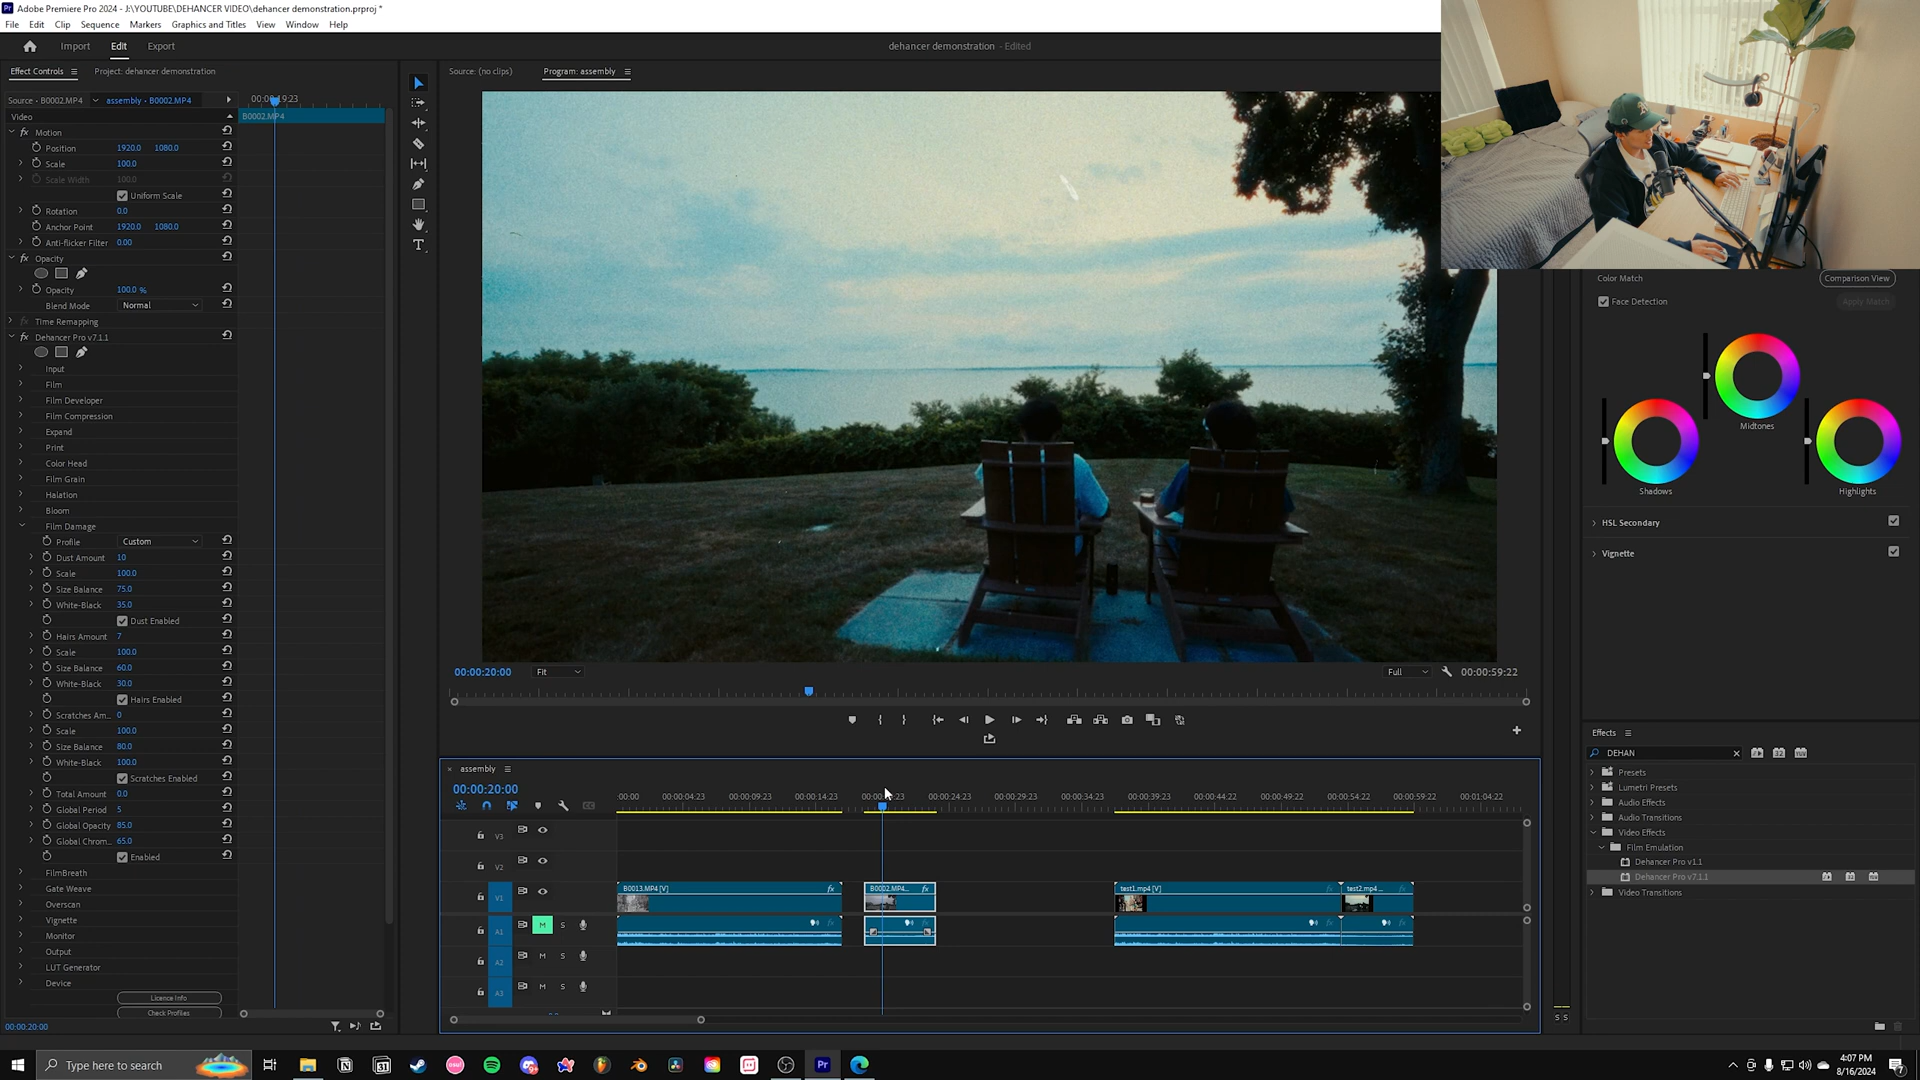 Adobe Premiere Pro 2024 - J:\YOUTUBE\DEHANCER VIDEO\dehancer demonstration.prproj *
File Edit Clip Sequence Markers Graphics and Titles View Window Help
Import Edit Export
dehancer demonstration - Edited
Effect Controls Project: dehancer demonstration
Source: (no clips) Program: assembly
Source - B0002.MP4 assembly - B0002.MP4
Video B0002.MP4
fx Motion
Position 1920.0 1080.0
Scale 100.0
Scale Width 100.0
Uniform Scale
Rotation 0.0
Anchor Point 1920.0 1080.0
Anti-flicker Filter 0.00
fx Opacity
Opacity 100.0 %
Blend Mode Normal
fx Time Remapping
fx Dehancer Pro v7.1.1
Input
Film
Film Developer
Film Compression
Expand
Print
Color Head
Film Grain
Halation
Bloom
Film Damage
Profile Custom
Dust Amount 10
Scale 100.0
Size Balance 75.0
White-Black 35.0
Dust Enabled
Hairs Amount 7
Scale 100.0
Size Balance 60.0
White-Black 30.0
Hairs Enabled
Scratches Am... 0
Scale 100.0
Size Balance 80.0
White-Black 100.0
Scratches Enabled
Total Amount 0.0
Global Period 5
Global Opacity 85.0
Global Chrom... 65.0
Enabled
FilmBreath
Gate Weave
Overscan
Vignette
Monitor
Output
LUT Generator
Device
Licence Info
Check Profiles
00:00:20:00
00:00:20:00 Fit Full 00:00:59:22
assembly
00:00:20:00
:00:00 00:00:04:23 00:00:09:23 00:00:14:23 00:00:24:23 00:00:29:23 00:00:34:23 00:00:39:23 00:00:44:22 00:00:49:22 00:00:54:22 00:00:59:22 00:01:04:22
V3
V2
V1 B0013.MP4 [V] fx B0002.MP4... fx test1.mp4 [V] fx test2.mp4 ... fx
A1 M S
A2 M S
A3 M S
S S
Color Match Comparison View
Face Detection Apply Match
Midtones
Shadows Highlights
HSL Secondary
Vignette
Effects
DEHAN
Presets
Lumetri Presets
Audio Effects
Audio Transitions
Video Effects
Film Emulation
Dehancer Pro v1.1
Dehancer Pro v7.1.1
Video Transitions
Type here to search
31
osu!
Pr
4:07 PM
8/16/2024